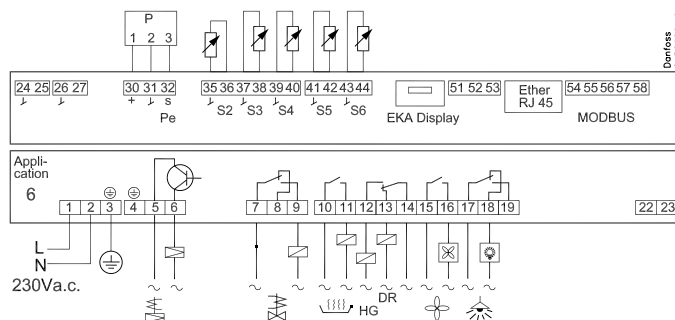 P
1 2 3
Danfoss
24 25 26 27 30 31 32 35 36 37 38 39 40 41 42 43 44 51 52 53 Ether RJ 45 54 55 56 57 58
+ s S2 S3 S4 S5 S6
Pe EKA Display MODBUS
Appli-
cation
6
1 2 3 4 5 6 7 8 9 10 11 12 13 14 15 16 17 18 19 22 23
L
N
230Va.c.
HG DR